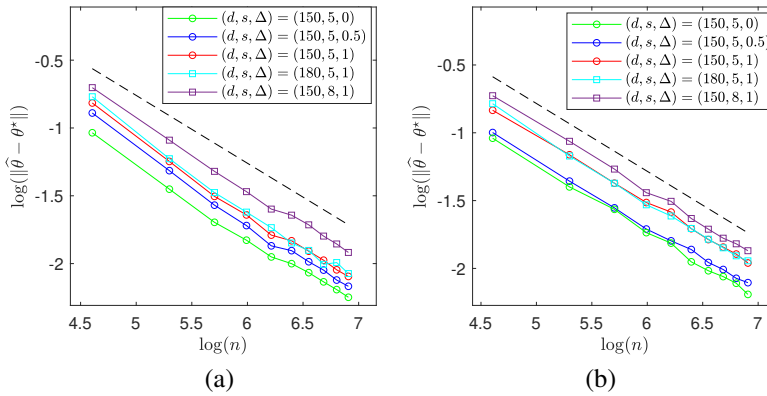 (d, s, Δ) = (150, 5, 0)
(d, s, Δ) = (150, 5, 0.5)
(d, s, Δ) = (150, 5, 1)
(d, s, Δ) = (180, 5, 1)
(d, s, Δ) = (150, 8, 1)
-0.5
-1
-1.5
-2
log(‖θ̂ − θ⋆‖)
4.5 5 5.5 6 6.5 7
log(n)
(a)
(d, s, Δ) = (150, 5, 0)
(d, s, Δ) = (150, 5, 0.5)
(d, s, Δ) = (150, 5, 1)
(d, s, Δ) = (180, 5, 1)
(d, s, Δ) = (150, 8, 1)
-0.5
-1
-1.5
-2
log(‖θ̂ − θ⋆‖)
4.5 5 5.5 6 6.5 7
log(n)
(b)